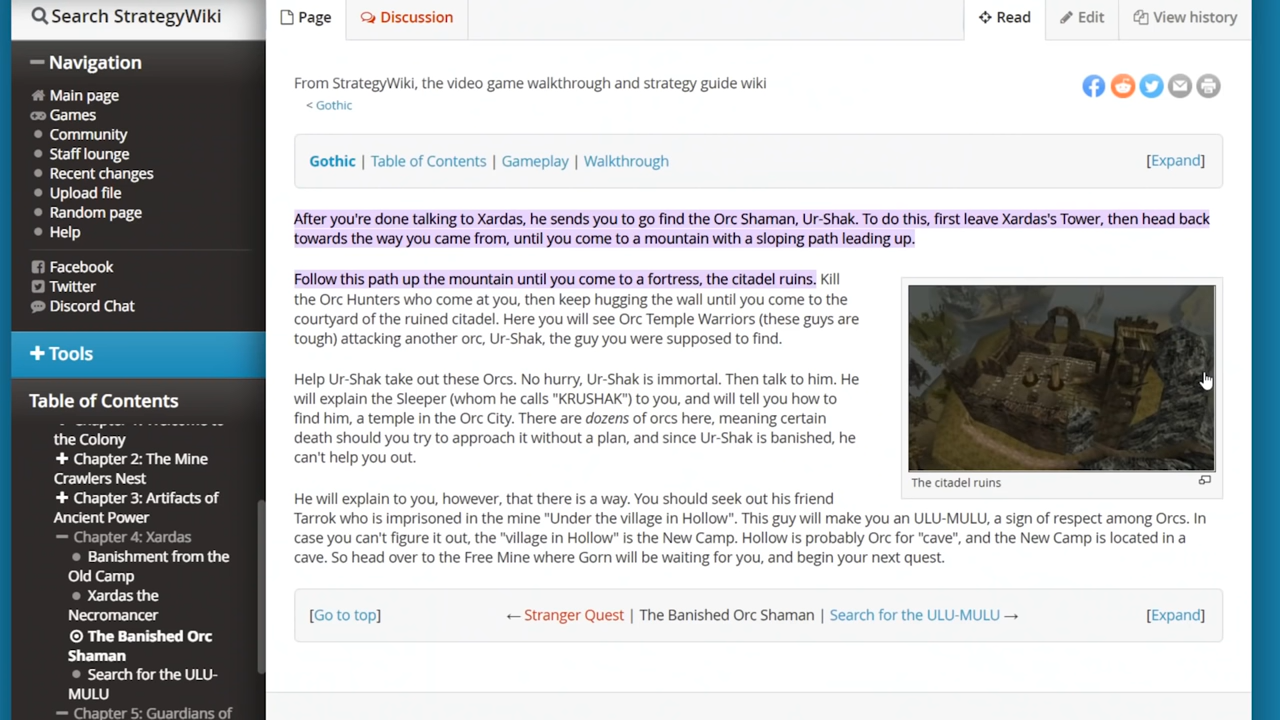 Search StrategyWiki
Page
Discussion
Read
Edit
View history
Navigation
Main page
Games
Community
Staff lounge
Recent changes
Upload file
Random page
Help
Facebook
Twitter
Discord Chat
Tools
Table of Contents
Chapter 1: Welcome to
the Colony
Chapter 2: The Mine
Crawlers Nest
Chapter 3: Artifacts of
Ancient Power
Chapter 4: Xardas
Banishment from the
Old Camp
Xardas the
Necromancer
The Banished Orc
Shaman
Search for the ULU-
MULU
Chapter 5: Guardians of
From StrategyWiki, the video game walkthrough and strategy guide wiki
< Gothic
Gothic | Table of Contents | Gameplay | Walkthrough
[Expand]
After you're done talking to Xardas, he sends you to go find the Orc Shaman, Ur-Shak. To do this, first leave Xardas's Tower, then head back
towards the way you came from, until you come to a mountain with a sloping path leading up.
Follow this path up the mountain until you come to a fortress, the citadel ruins. Kill
the Orc Hunters who come at you, then keep hugging the wall until you come to the
courtyard of the ruined citadel. Here you will see Orc Temple Warriors (these guys are
tough) attacking another orc, Ur-Shak, the guy you were supposed to find.
The citadel ruins
Help Ur-Shak take out these Orcs. No hurry, Ur-Shak is immortal. Then talk to him. He
will explain the Sleeper (whom he calls "KRUSHAK") to you, and will tell you how to
find him, a temple in the Orc City. There are dozens of orcs here, meaning certain
death should you try to approach it without a plan, and since Ur-Shak is banished, he
can't help you out.
He will explain to you, however, that there is a way. You should seek out his friend
Tarrok who is imprisoned in the mine "Under the village in Hollow". This guy will make you an ULU-MULU, a sign of respect among Orcs. In
case you can't figure it out, the "village in Hollow" is the New Camp. Hollow is probably Orc for "cave", and the New Camp is located in a
cave. So head over to the Free Mine where Gorn will be waiting for you, and begin your next quest.
[Go to top]
← Stranger Quest | The Banished Orc Shaman | Search for the ULU-MULU →
[Expand]